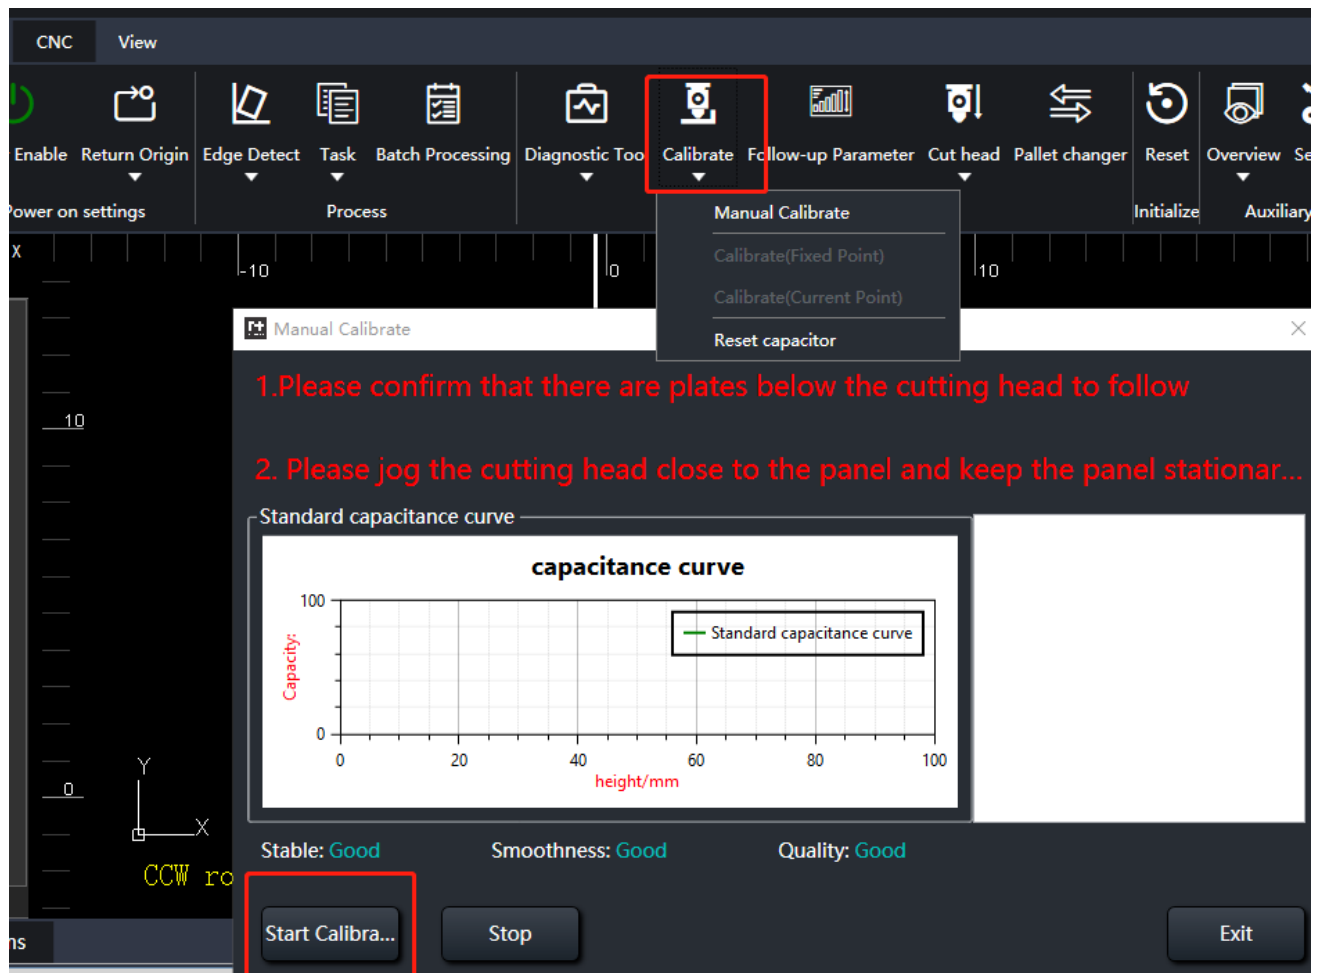 CNC View
Enable Return Origin Edge Detect Task Batch Processing Diagnostic Too Calibrate Follow-up Parameter Cut head Pallet changer Reset Overview Se
Power on settings Process Initialize Auxiliary
Manual Calibrate
Calibrate(Fixed Point)
Calibrate(Current Point)
Reset capacitor
X -10 0 10
10
0
Y
X
CCW ro
ns
Manual Calibrate
1.Please confirm that there are plates below the cutting head to follow
2. Please jog the cutting head close to the panel and keep the panel stationar...
Standard capacitance curve
capacitance curve
100
Standard capacitance curve
Capacity:
0
0 20 40 60 80 100
height/mm
Stable: Good Smoothness: Good Quality: Good
Start Calibra... Stop Exit